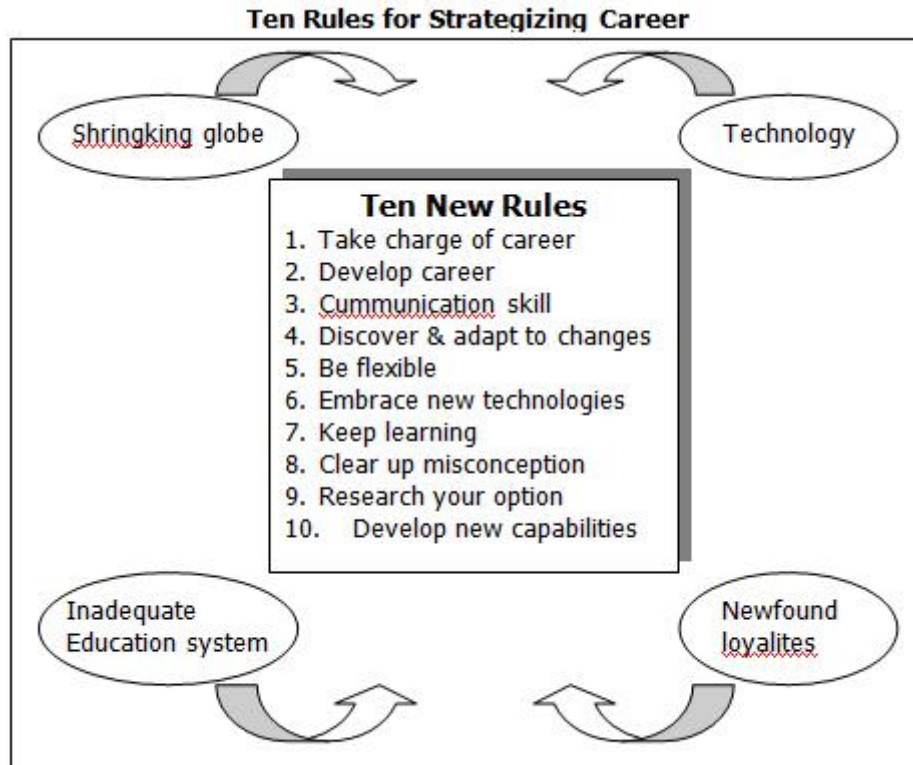 Ten Rules for Strategizing Career
Shringking globe
Technology
Ten New Rules
1. Take charge of career
2. Develop career
3. Cummunication skill
4. Discover & adapt to changes
5. Be flexible
6. Embrace new technologies
7. Keep learning
8. Clear up misconception
9. Research your option
10. Develop new capabilities
Inadequate
Education system
Newfound
loyalites